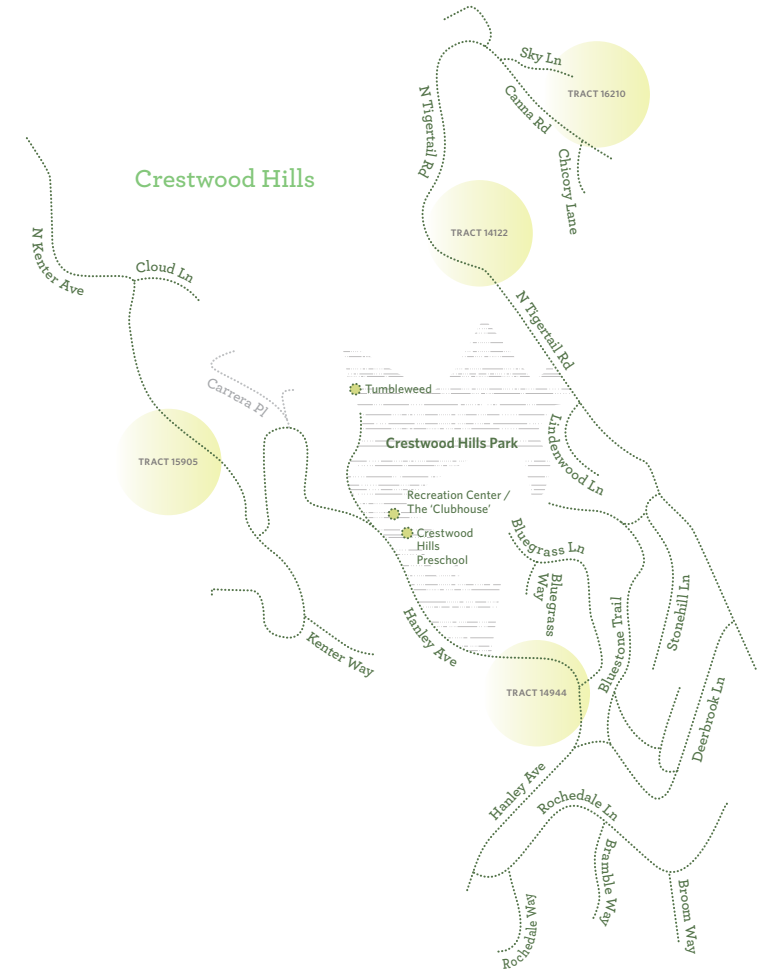 Sky Ln
TRACT 16210
Canna Rd
N Tigertail Rd
Chicory Lane
Crestwood Hills
TRACT 14122
N Kenter Ave
Cloud Ln
N Tigertail Rd
Carrera Pl
Tumbleweed
Crestwood Hills Park
Lindenwood Ln
TRACT 15905
Recreation Center /
The ‘Clubhouse’
Crestwood
Hills
Preschool
Bluegrass Ln
Bluegrass
Way
Stonehill Ln
Bluestone Trail
Hanley Ave
Kenter Way
TRACT 14944
Deerbrook Ln
Hanley Ave
Rochedale Ln
Bramble Way
Broom Way
Rochedale Way